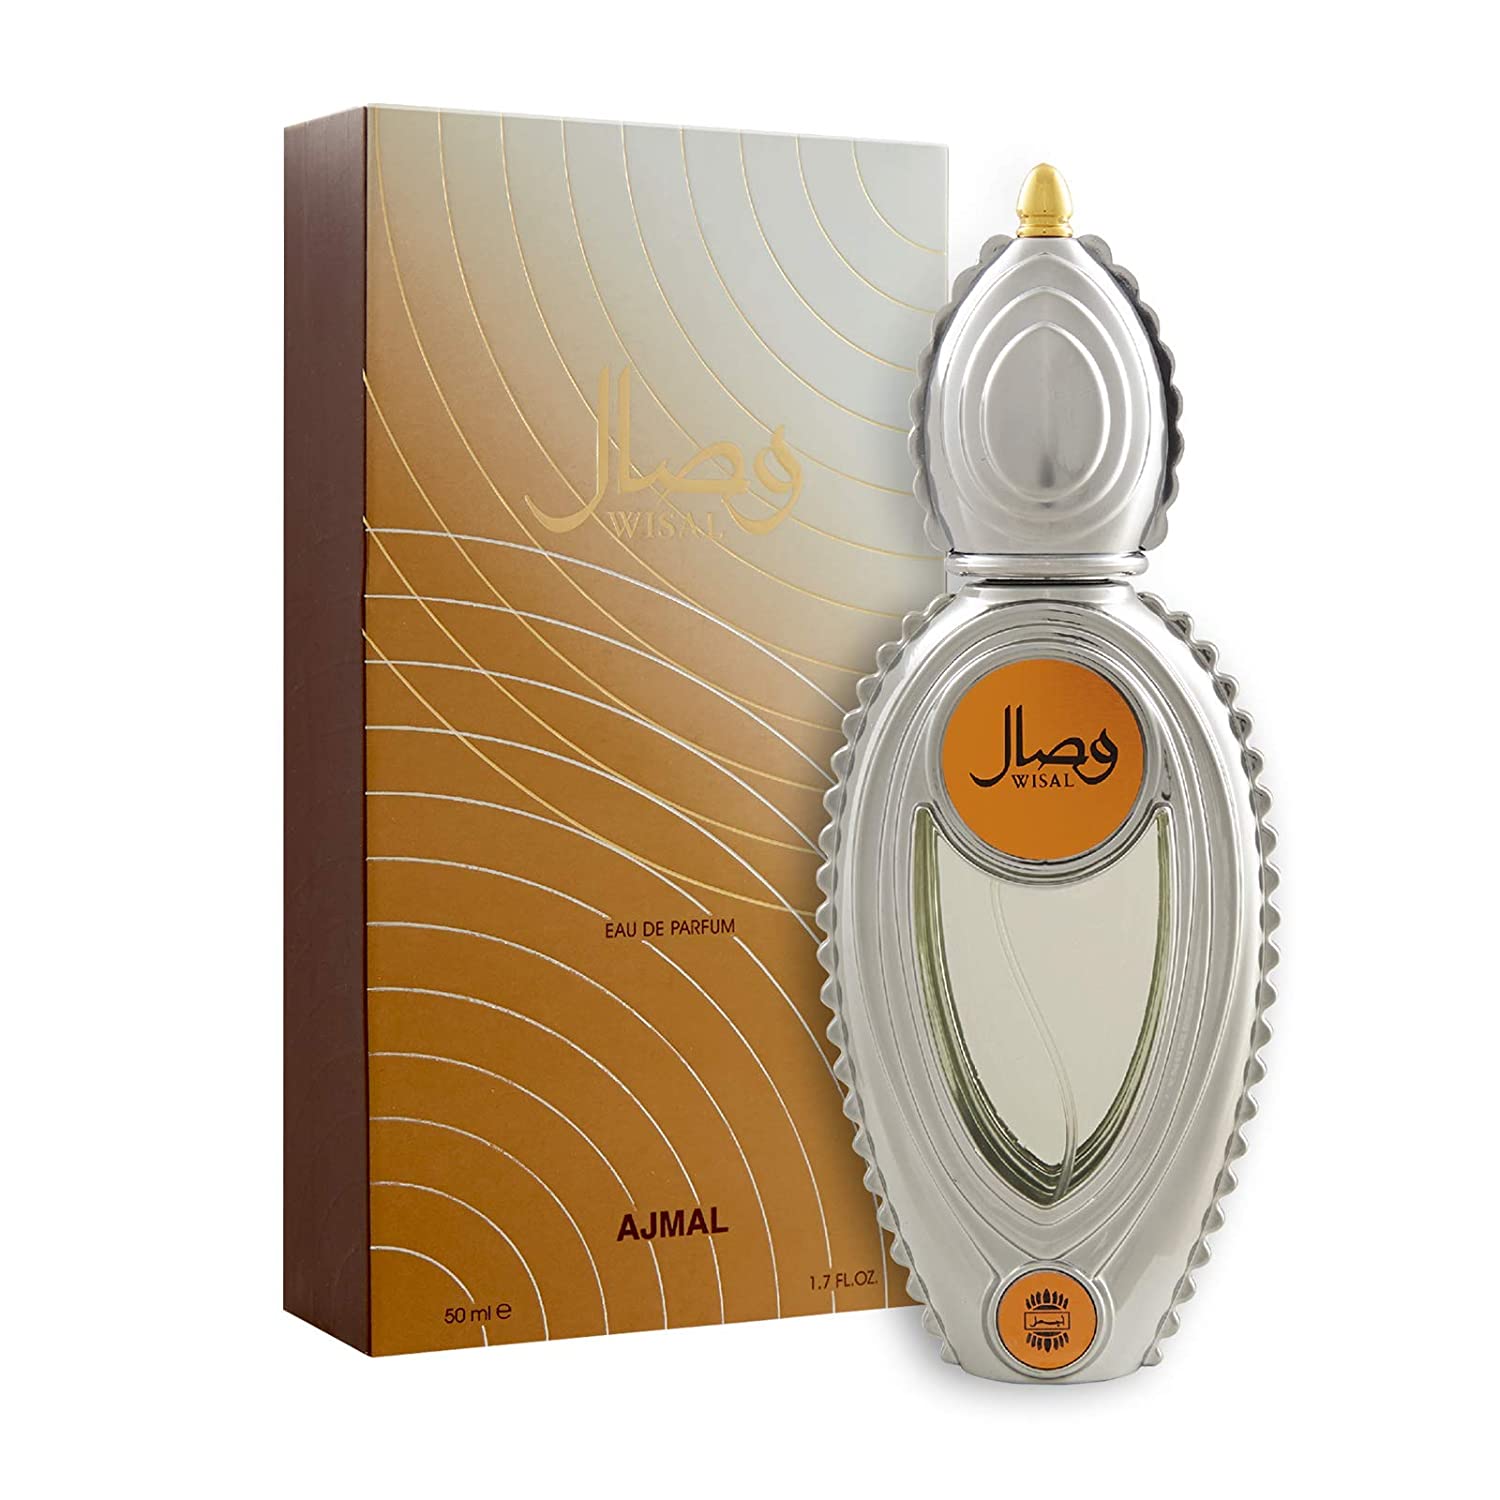 وصال
WISAL
EAU DE PARFUM
AJMAL
50 ml e
1.7 FL.OZ.
وصال
WISAL